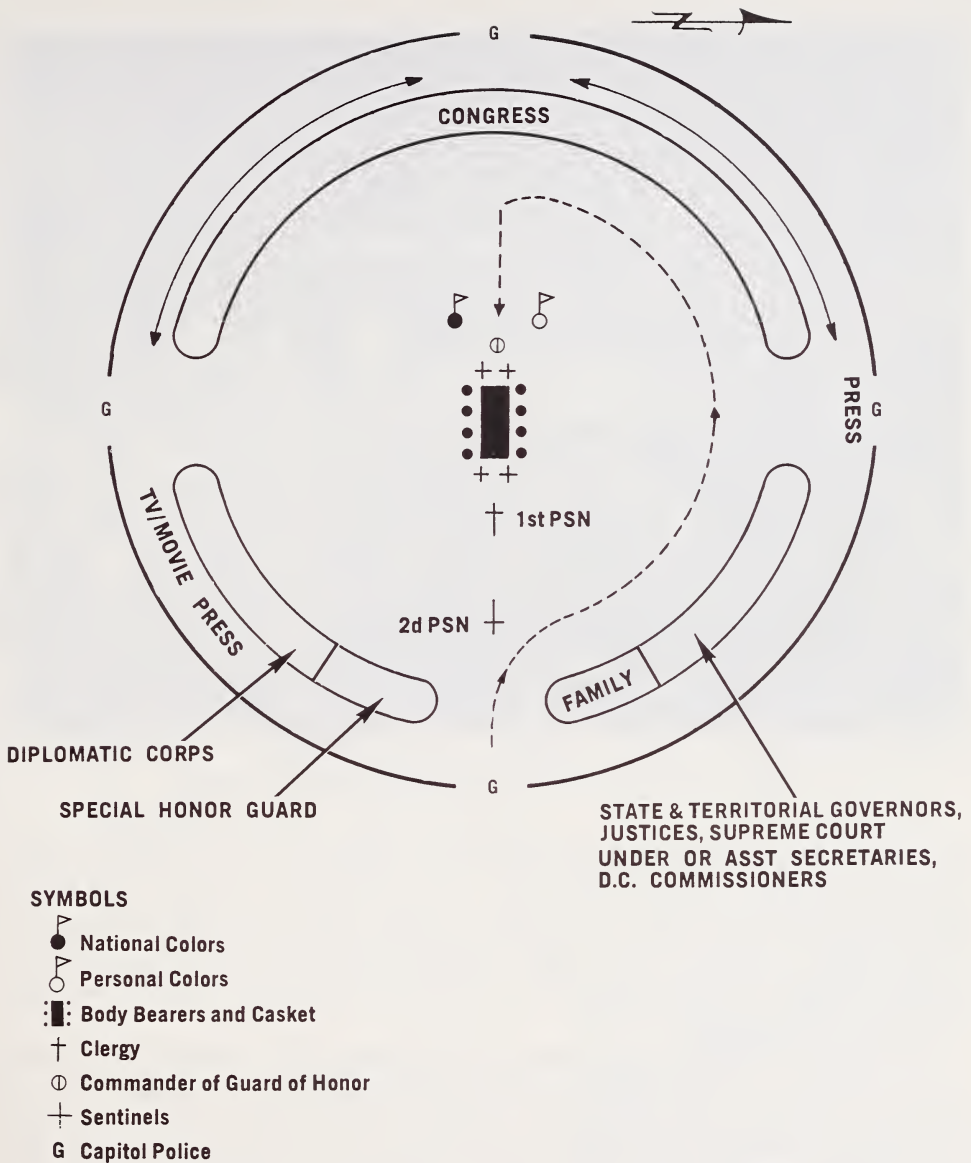 G
CONGRESS
G
PRESS
G
1st PSN
TV/MOVIE PRESS
2d PSN
FAMILY
DIPLOMATIC CORPS
G
SPECIAL HONOR GUARD
STATE & TERRITORIAL GOVERNORS,
JUSTICES, SUPREME COURT
UNDER OR ASST SECRETARIES,
D.C. COMMISSIONERS
SYMBOLS
National Colors
Personal Colors
Body Bearers and Casket
Clergy
Commander of Guard of Honor
Sentinels
G Capitol Police